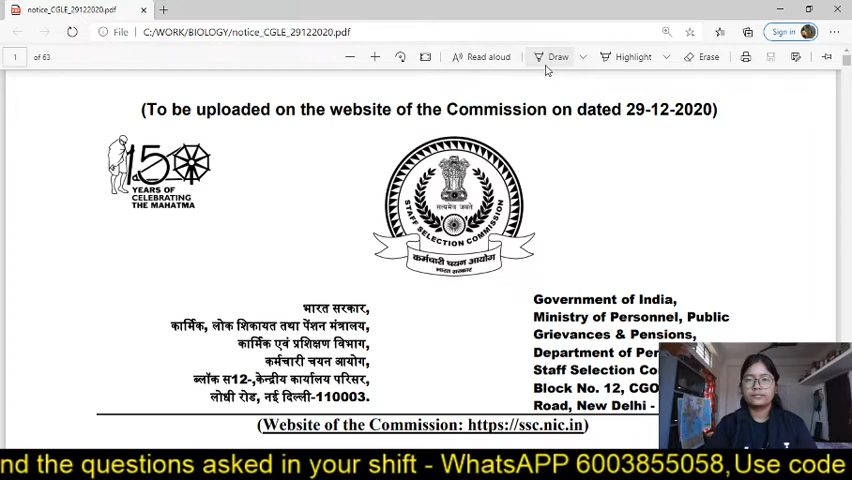 notice_CGLE_29122020.pdf
File C:/WORK/BIOLOGY/notice_CGLE_29122020.pdf
Sign in
1 of 63
Read aloud
Draw
Highlight
Erase
(To be uploaded on the website of the Commission on dated 29-12-2020)
150
YEARS OF
CELEBRATING
THE MAHATMA
सत्यमेव जयते
STAFF SELECTION COMMISSION
कर्मचारी चयन आयोग
भारत सरकार
भारत सरकार,
कार्मिक, लोक शिकायत तथा पेंशन मंत्रालय,
कार्मिक एवं प्रशिक्षण विभाग,
कर्मचारी चयन आयोग,
ब्लॉक स12-,केन्द्रीय कार्यालय परिसर,
लोधी रोड, नई दिल्ली-110003.
Government of India,
Ministry of Personnel, Public
Grievances & Pensions,
Department of Per
Staff Selection Co
Block No. 12, CGO
Road, New Delhi -
(Website of the Commission: https://ssc.nic.in)
nd the questions asked in your shift - WhatsAPP 6003855058, Use code